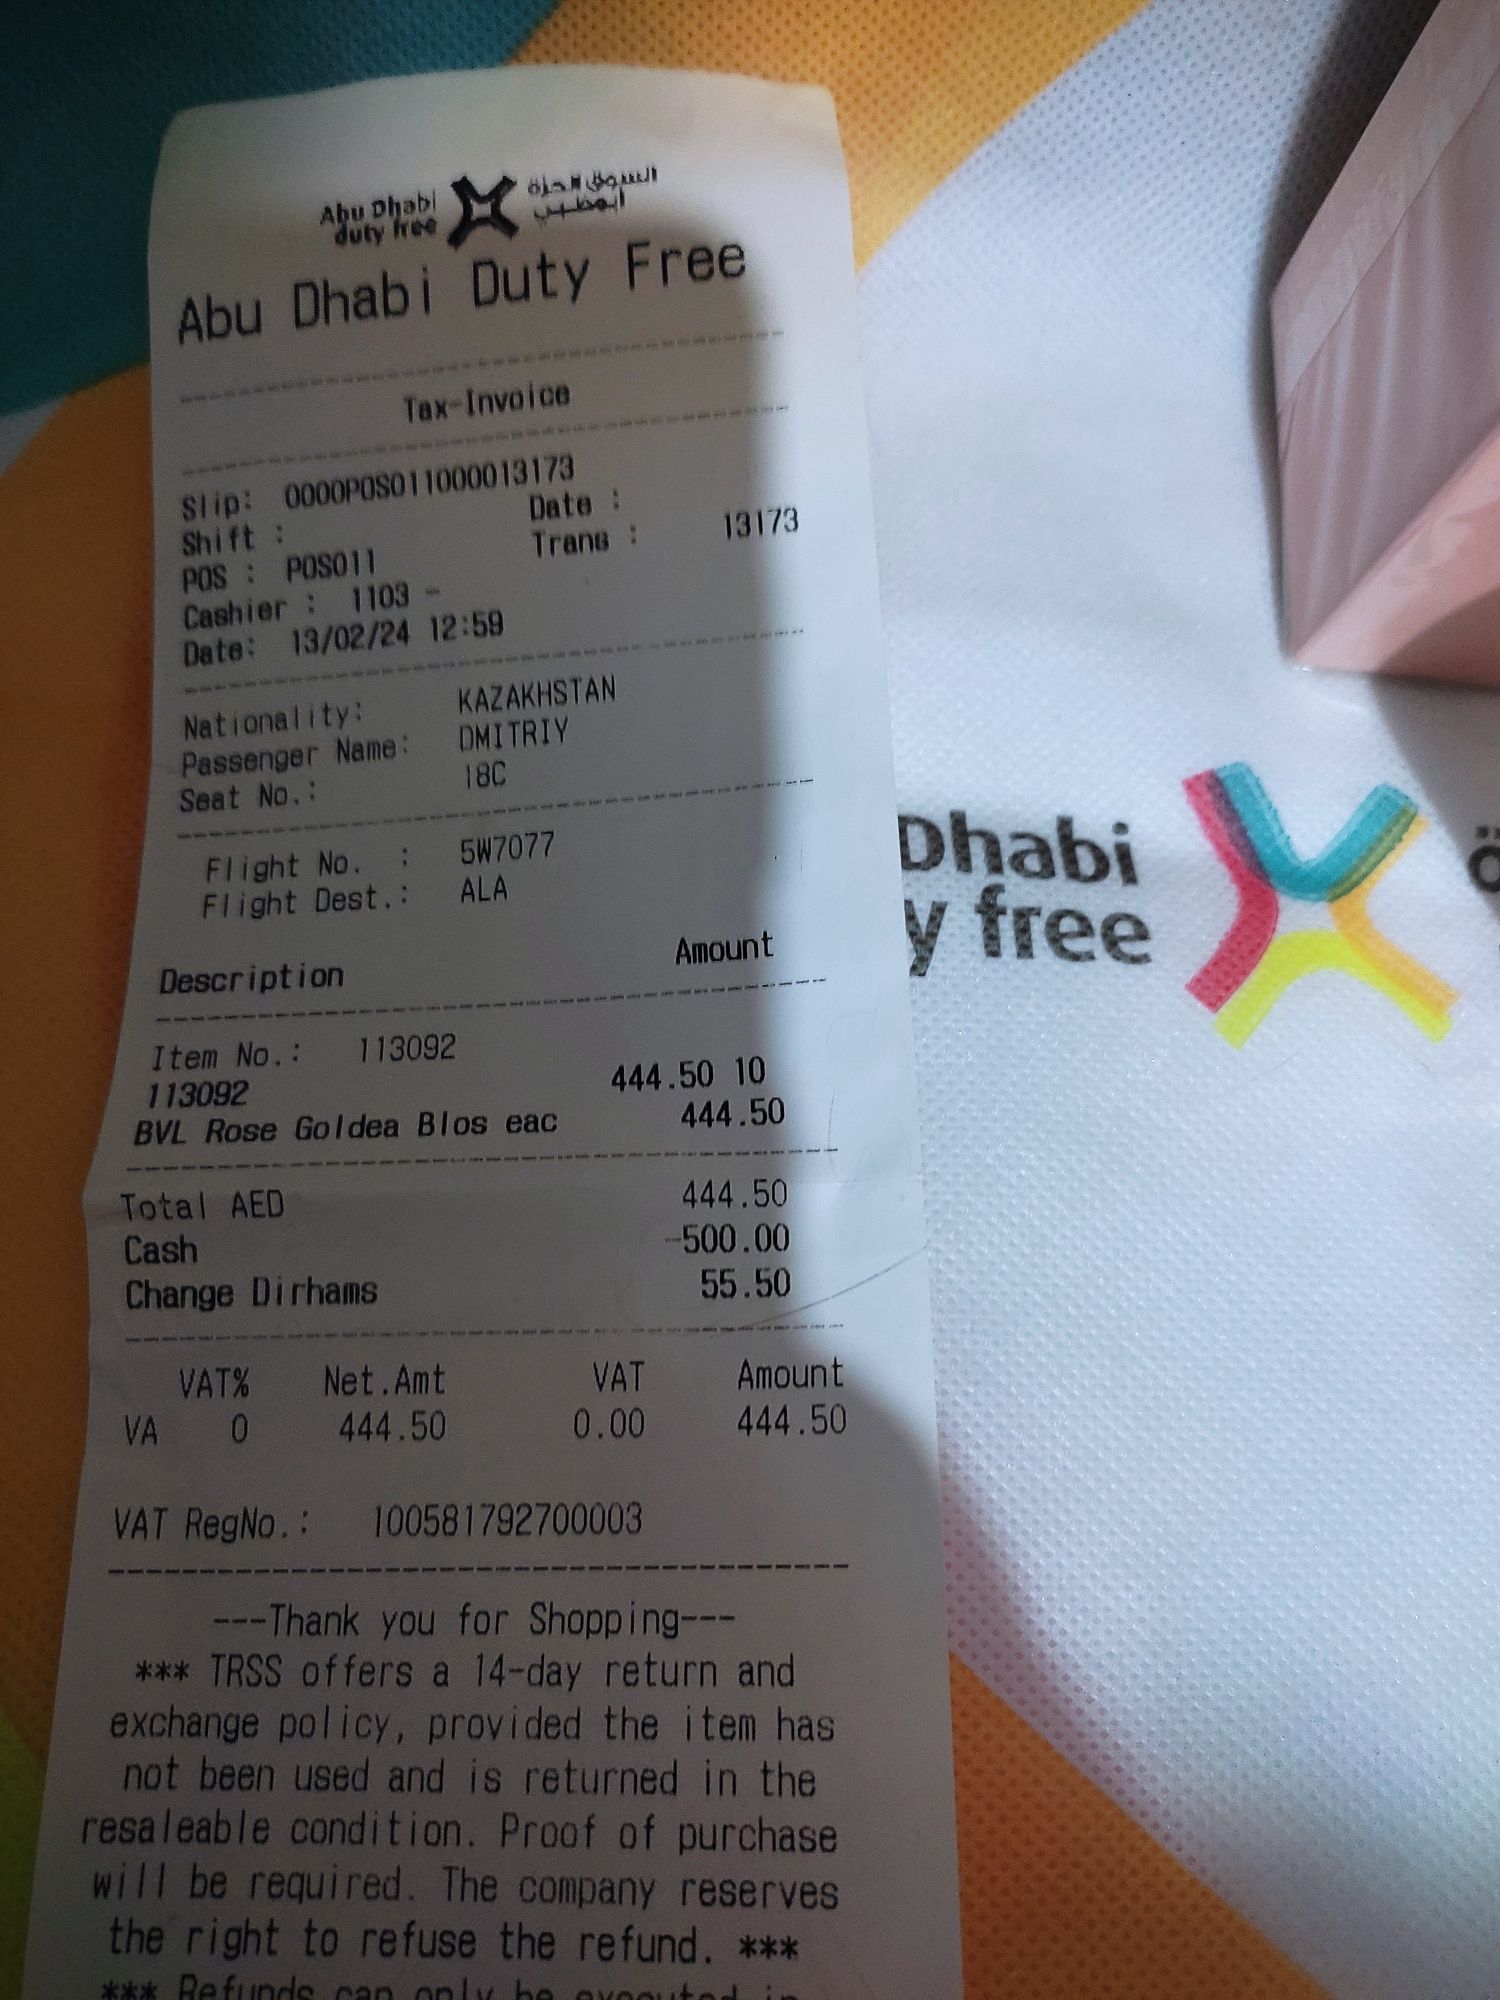 Abu Dhabi
duty free
السوق الحرة
أبوظبي
Abu Dhabi Duty Free
Tax-Invoice
Slip: 0000POS011000013173
Shift : Date :
POS : POS011 Trans : 13173
Cashier : 1103 -
Date: 13/02/24 12:59
Nationality: KAZAKHSTAN
Passenger Name: DMITRIY
Seat No.: 18C
Flight No. : 5W7077
Flight Dest.: ALA
Description Amount
Item No.: 113092
113092 444.50 10
BVL Rose Goldea Blos eac 444.50
Total AED 444.50
Cash -500.00
Change Dirhams 55.50
VAT% Net.Amt VAT Amount
VA 0 444.50 0.00 444.50
VAT RegNo.: 100581792700003
---Thank you for Shopping---
*** TRSS offers a 14-day return and
exchange policy, provided the item has
not been used and is returned in the
resaleable condition. Proof of purchase
will be required. The company reserves
the right to refuse the refund. ***
*** Refunds can only be executed in
Dhabi
y free